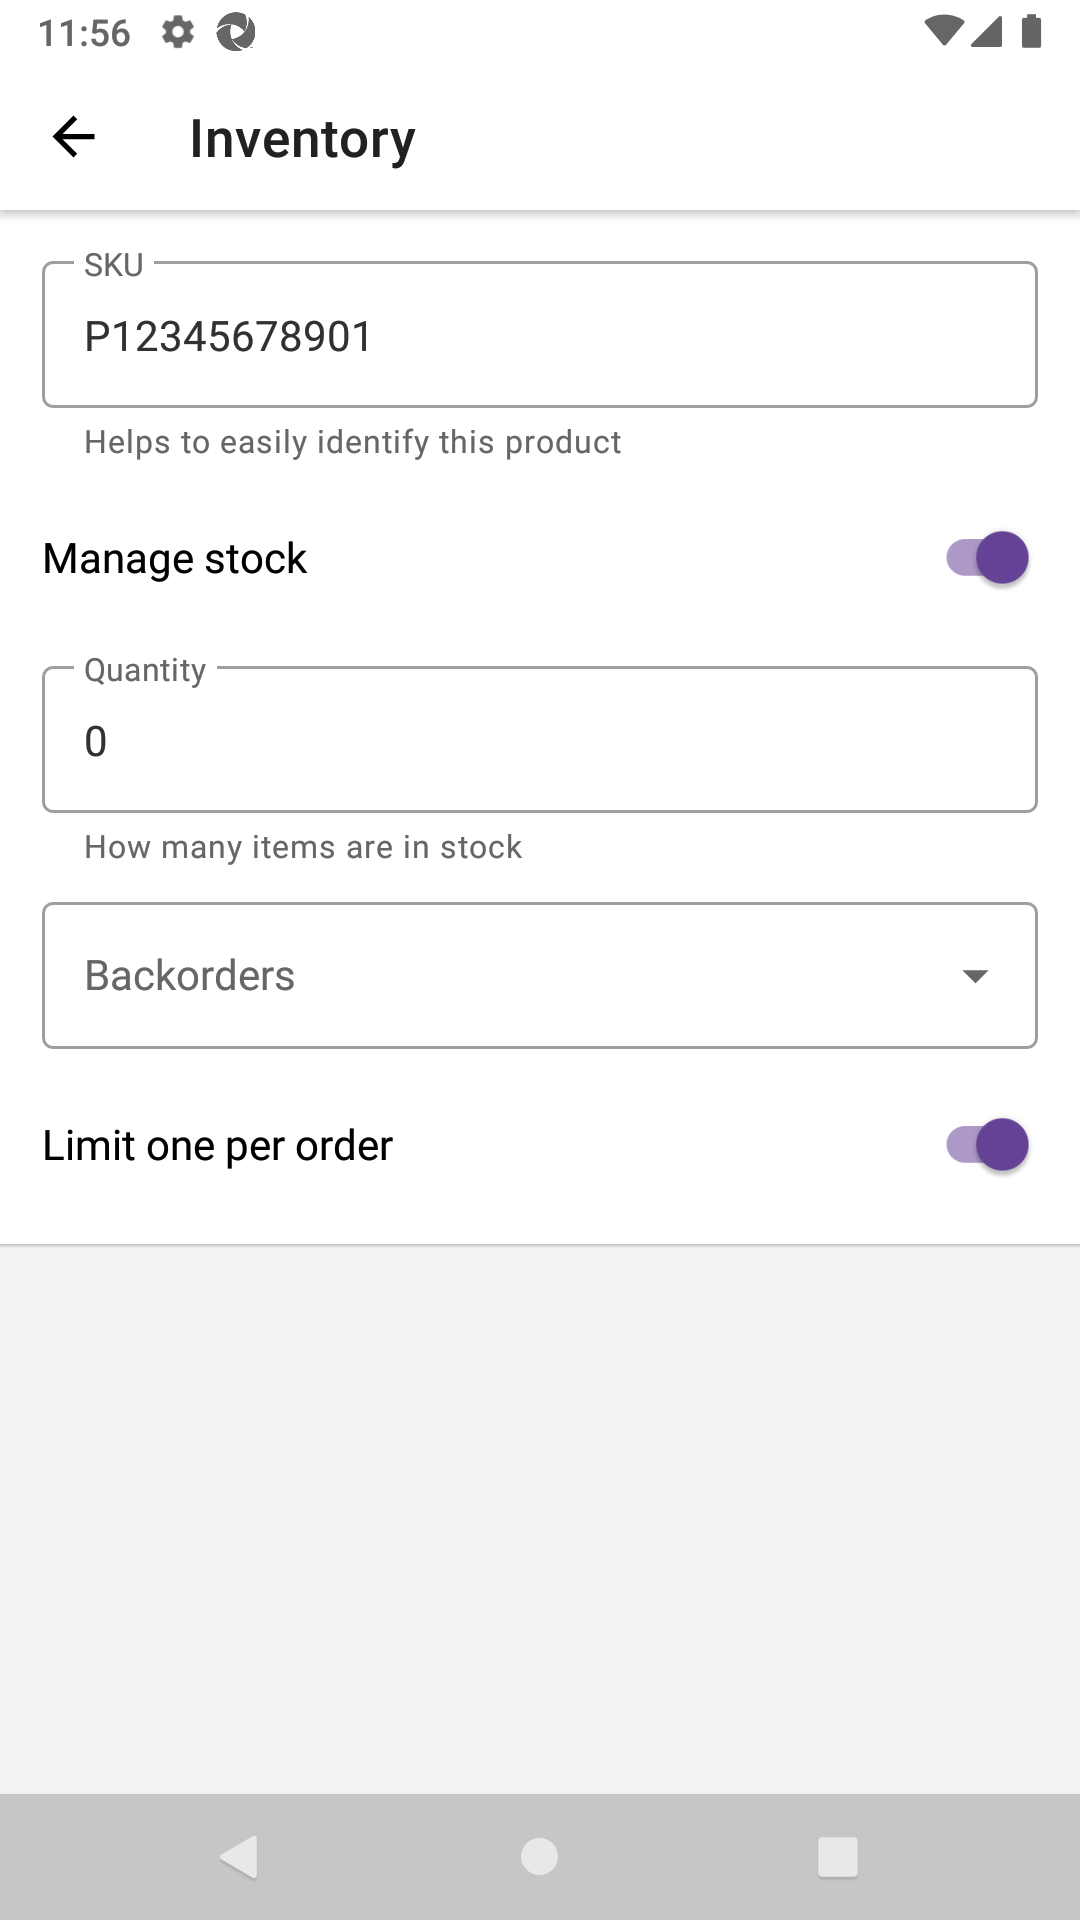 11:56
Inventory
SKU
P12345678901
Helps to easily identify this product
Manage stock
Quantity
0
How many items are in stock
Backorders
Limit one per order